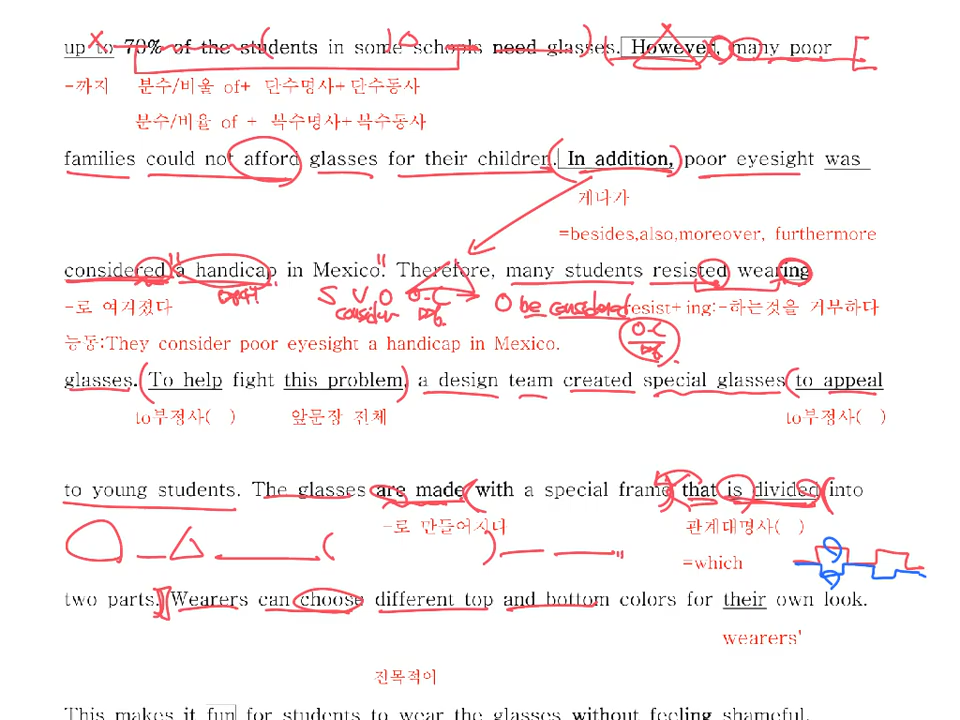 up to 70% of the students in some schools need glasses. However, many poor
-까지 분수/비율 of+ 단수명사+단수동사
분수/비율 of + 복수명사+복수동사
families could not afford glasses for their children. In addition, poor eyesight was
게다가
=besides,also,moreover, furthermore
considered a handicap in Mexico. Therefore, many students resisted wearing
S V O O·C O be considered
consider
-로 여겨졌다 resist+ ing:-하는것을 거부하다
O·C
능동:They consider poor eyesight a handicap in Mexico.
glasses. To help fight this problem, a design team created special glasses to appeal
to부정사( ) 앞문장 전체 to부정사( )
to young students. The glasses are made with a special frame that is divided into
-로 만들어지다 관계대명사( )
=which
two parts. Wearers can choose different top and bottom colors for their own look.
wearers'
진목적어
This makes it fun for students to wear the glasses without feeling shameful.